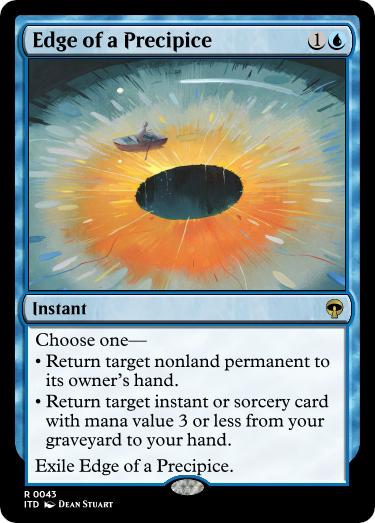 Edge of a Precipice 1
Instant
Choose one—
• Return target nonland permanent to
its owner's hand.
• Return target instant or sorcery card
with mana value 3 or less from your
graveyard to your hand.
Exile Edge of a Precipice.
R 0043
ITD DEAN STUART